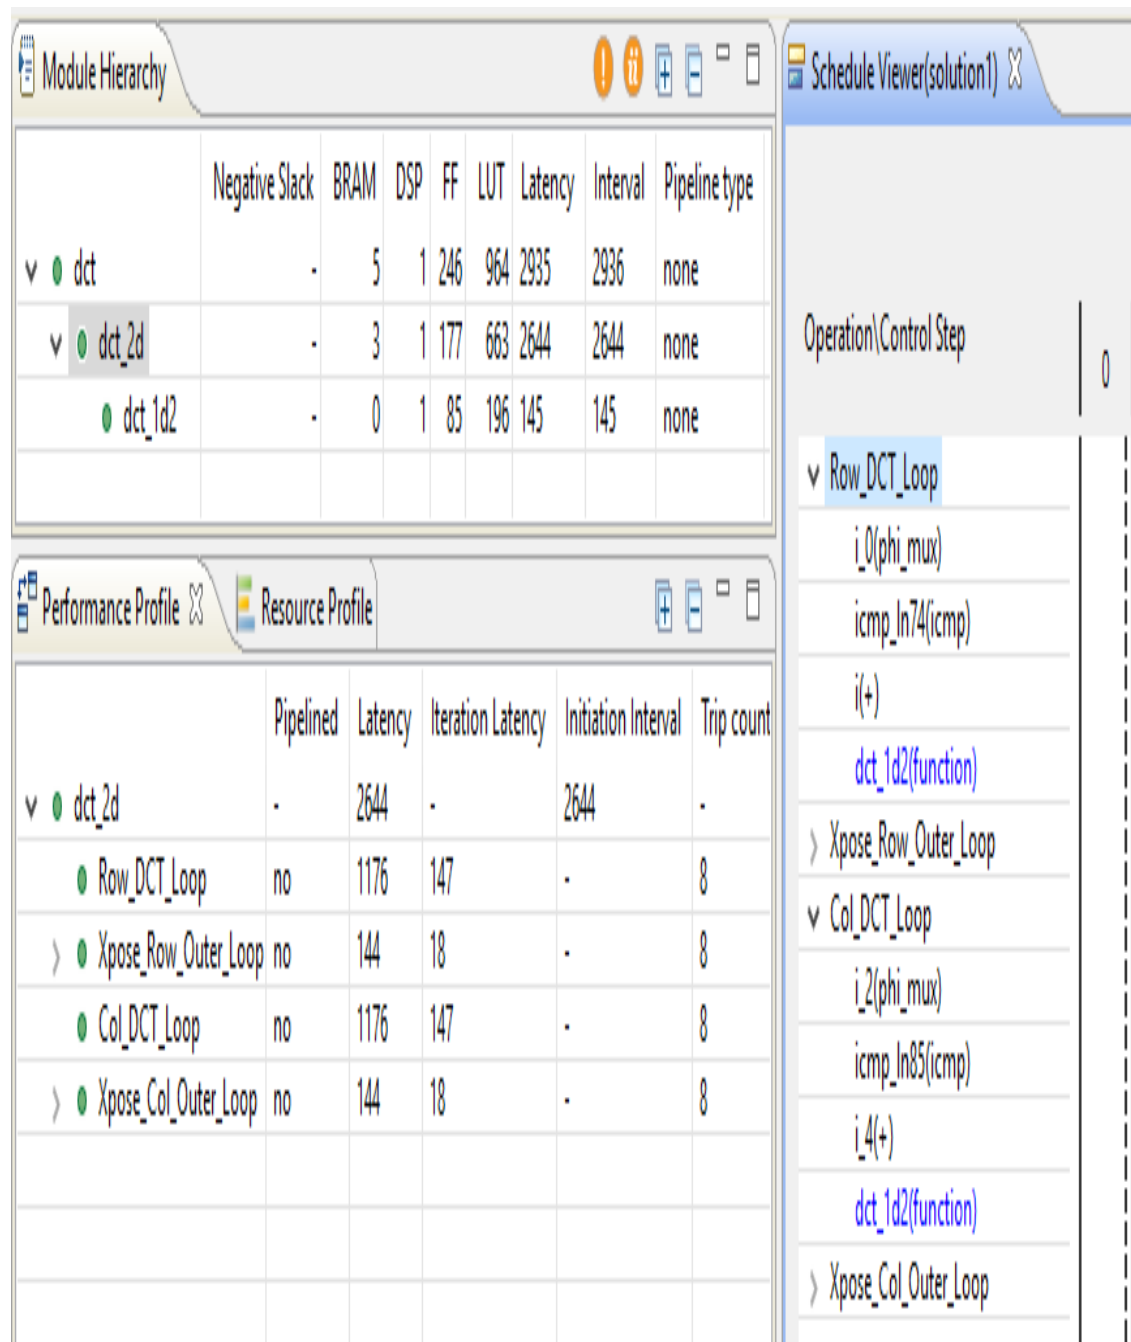 Module Hierarchy
Negative Slack BRAM DSP FF LUT Latency Interval Pipeline type
dct - 5 1 246 964 2935 2936 none
dct_2d - 3 1 177 663 2644 2644 none
dct_1d2 - 0 1 85 196 145 145 none
Performance Profile Resource Profile
Pipelined Latency Iteration Latency Initiation Interval Trip count
dct_2d - 2644 - 2644 -
Row_DCT_Loop no 1176 147 - 8
Xpose_Row_Outer_Loop no 144 18 - 8
Col_DCT_Loop no 1176 147 - 8
Xpose_Col_Outer_Loop no 144 18 - 8
Schedule Viewer(solution1)
Operation\Control Step 0
Row_DCT_Loop
i_0(phi_mux)
icmp_ln74(icmp)
i(+)
dct_1d2(function)
Xpose_Row_Outer_Loop
Col_DCT_Loop
i_2(phi_mux)
icmp_ln85(icmp)
i_4(+)
dct_1d2(function)
Xpose_Col_Outer_Loop